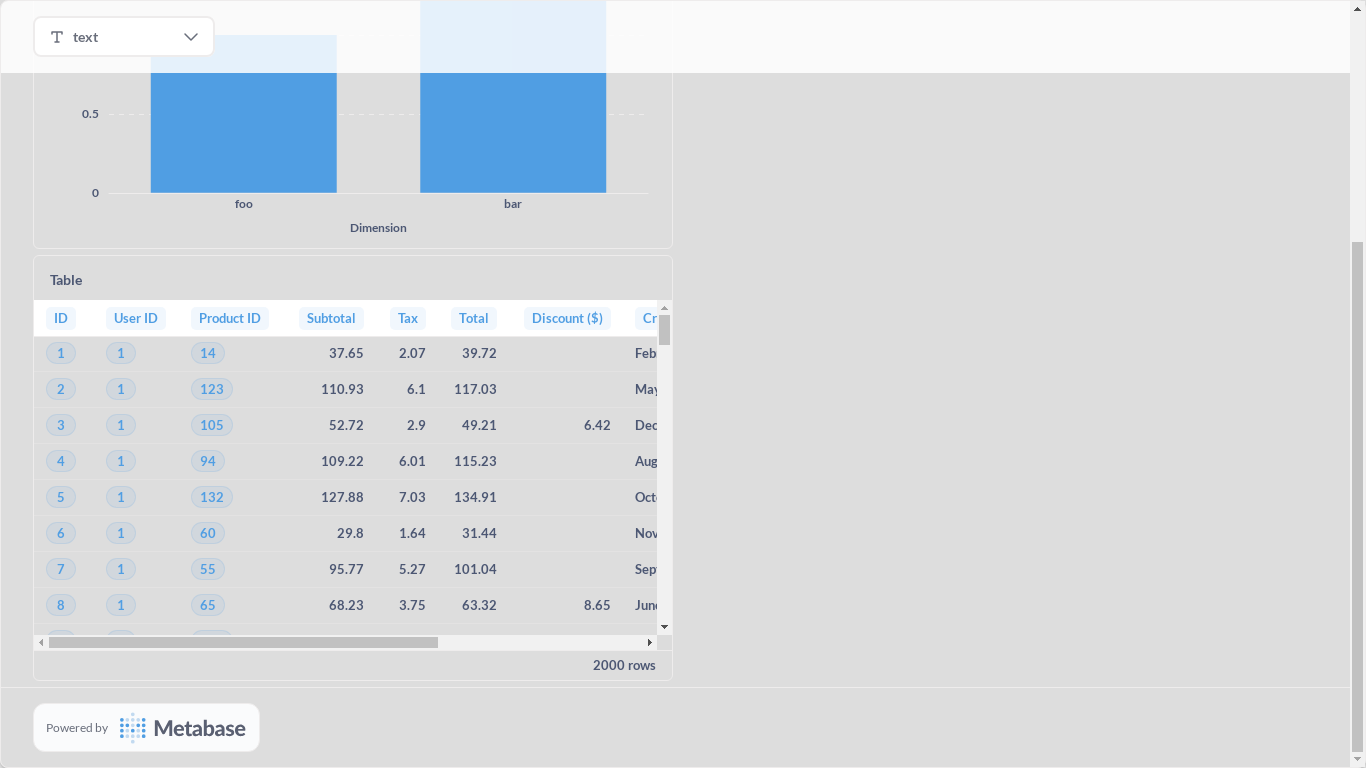 text
0.5
0
foo bar
Dimension
Table
ID User ID Product ID Subtotal Tax Total Discount ($) Cr
1 1 14 37.65 2.07 39.72 Feb
2 1 123 110.93 6.1 117.03 May
3 1 105 52.72 2.9 49.21 6.42 Dec
4 1 94 109.22 6.01 115.23 Aug
5 1 132 127.88 7.03 134.91 Oct
6 1 60 29.8 1.64 31.44 Nov
7 1 55 95.77 5.27 101.04 Sep
8 1 65 68.23 3.75 63.32 8.65 June
2000 rows
Powered by Metabase